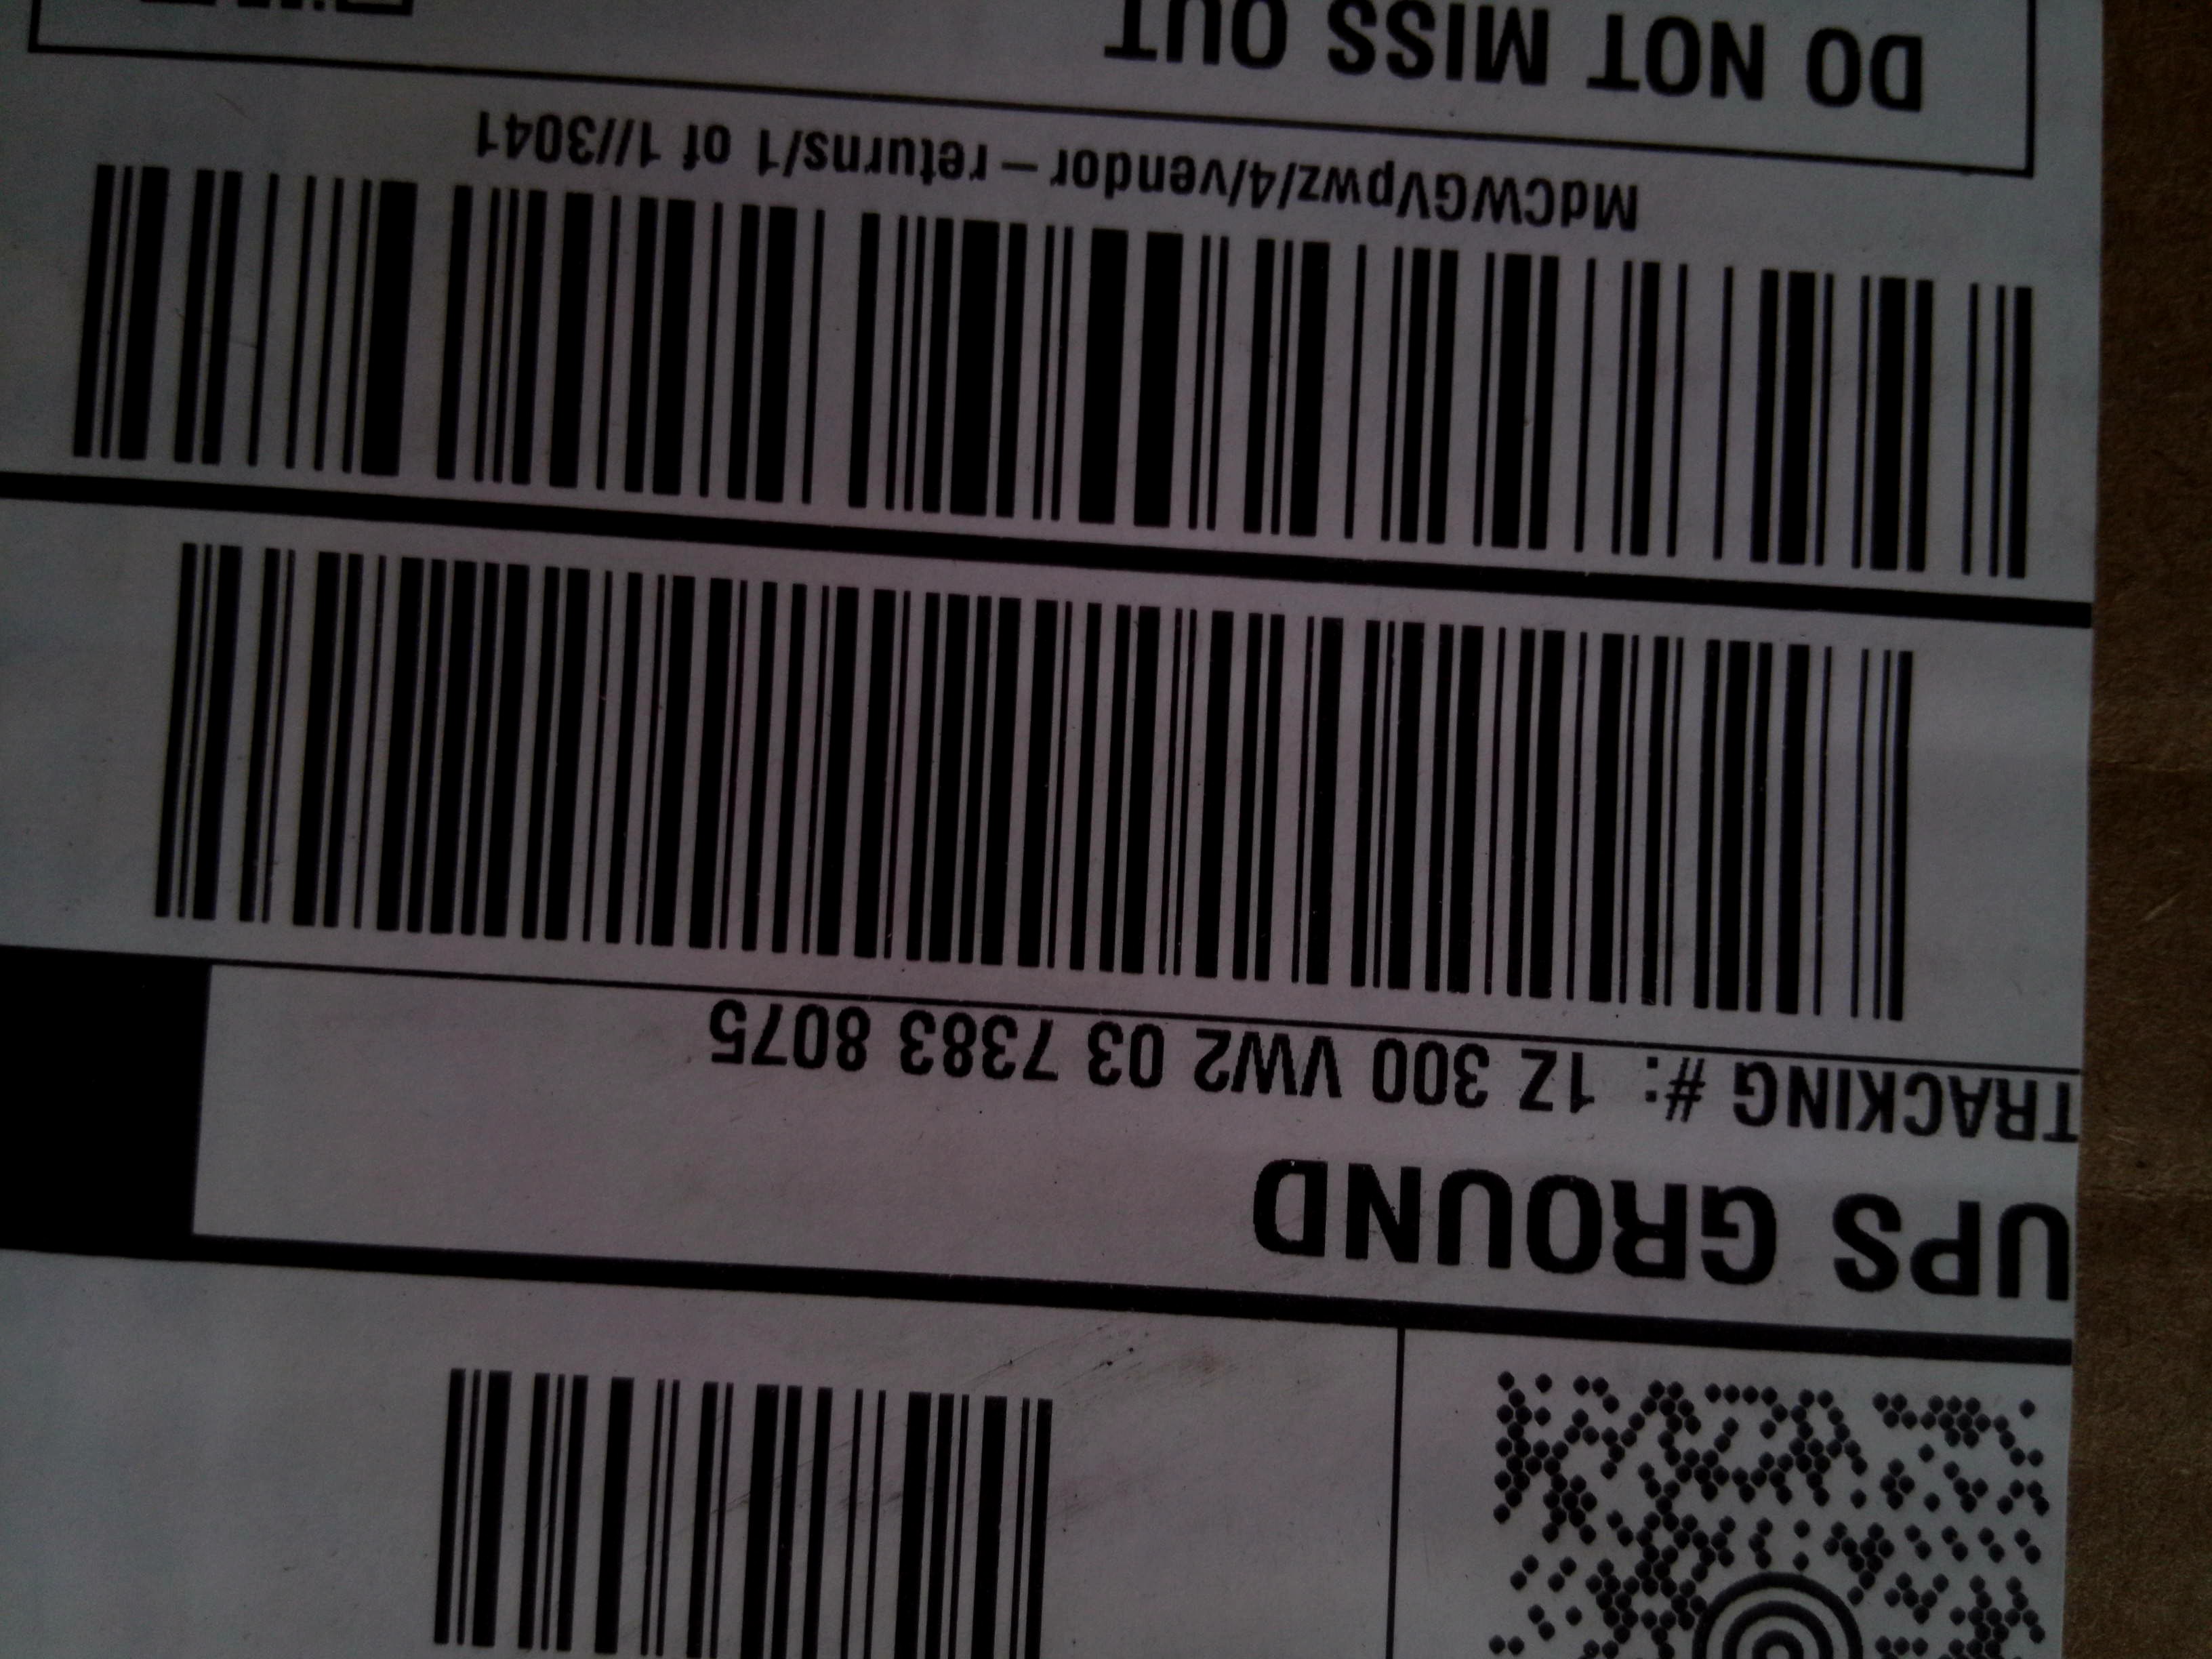 UPS GROUND
TRACKING #: 1Z 300 VW2 03 7383 8075
MdCWGVpwz/4/vendor – returns/1 of 1//3041
DO NOT MISS OUT